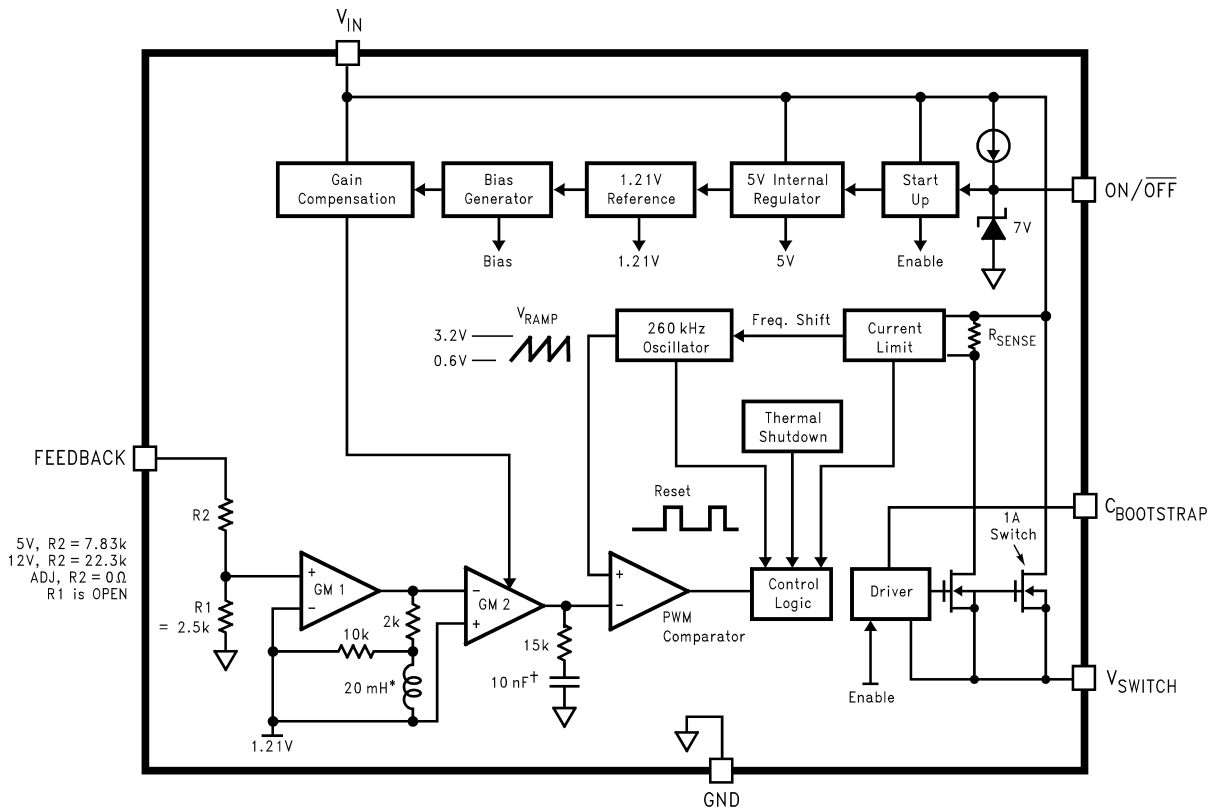 VIN
Gain
Compensation
Bias
Generator
1.21V
Reference
5V Internal
Regulator
Start
Up
ON/OFF
7V
Bias
1.21V
5V
Enable
VRAMP
3.2V
0.6V
260 kHz
Oscillator
Freq. Shift
Current
Limit
RSENSE
Thermal
Shutdown
FEEDBACK
Reset
R2
5V, R2 = 7.83k
12V, R2 = 22.3k
ADJ, R2 = 0Ω
R1 is OPEN
R1
= 2.5k
+
GM 1
−
−
GM 2
+
2k
10k
20 mH*
1.21V
15k
10 nF†
+
−
PWM
Comparator
Control
Logic
Driver
1A
Switch
CBOOTSTRAP
Enable
VSWITCH
GND